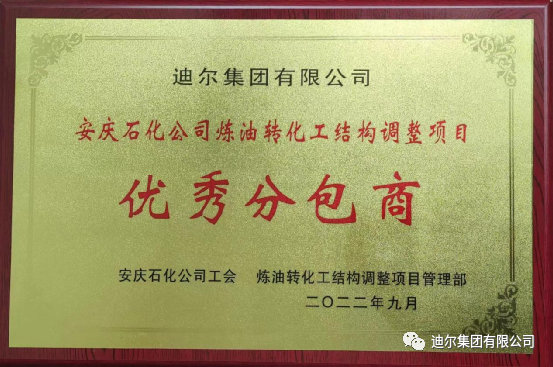 迪尔集团有限公司
安庆石化公司炼油转化工结构调整项目
优秀分包商
安庆石化公司工会 炼油转化工结构调整项目管理部
二〇二二年九月
迪尔集团有限公司